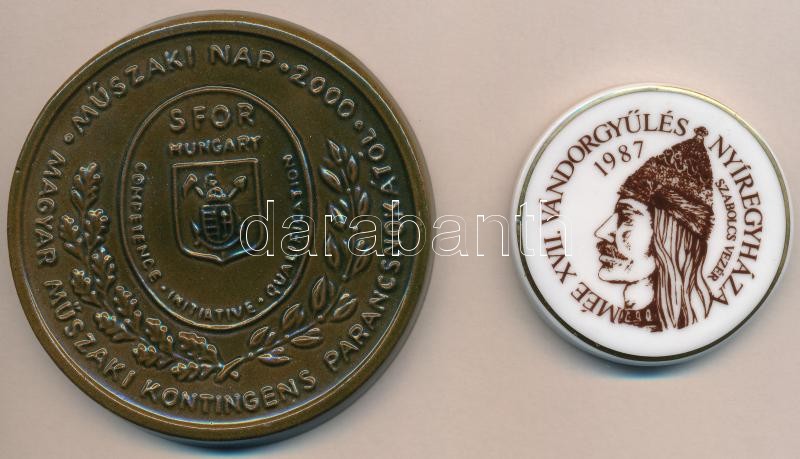 MŰSZAKI NAP • 2000 •
MAGYAR MŰSZAKI KONTINGENS PARANCSNOKÁTÓL
SFOR
HUNGARY
COMPETENCE • INITIATIVE • QUALIFICATION
MÉE XVII. VÁNDORGYŰLÉS NYÍREGYHÁZA
1987
SZABOLCS VEZÉR
darabanth